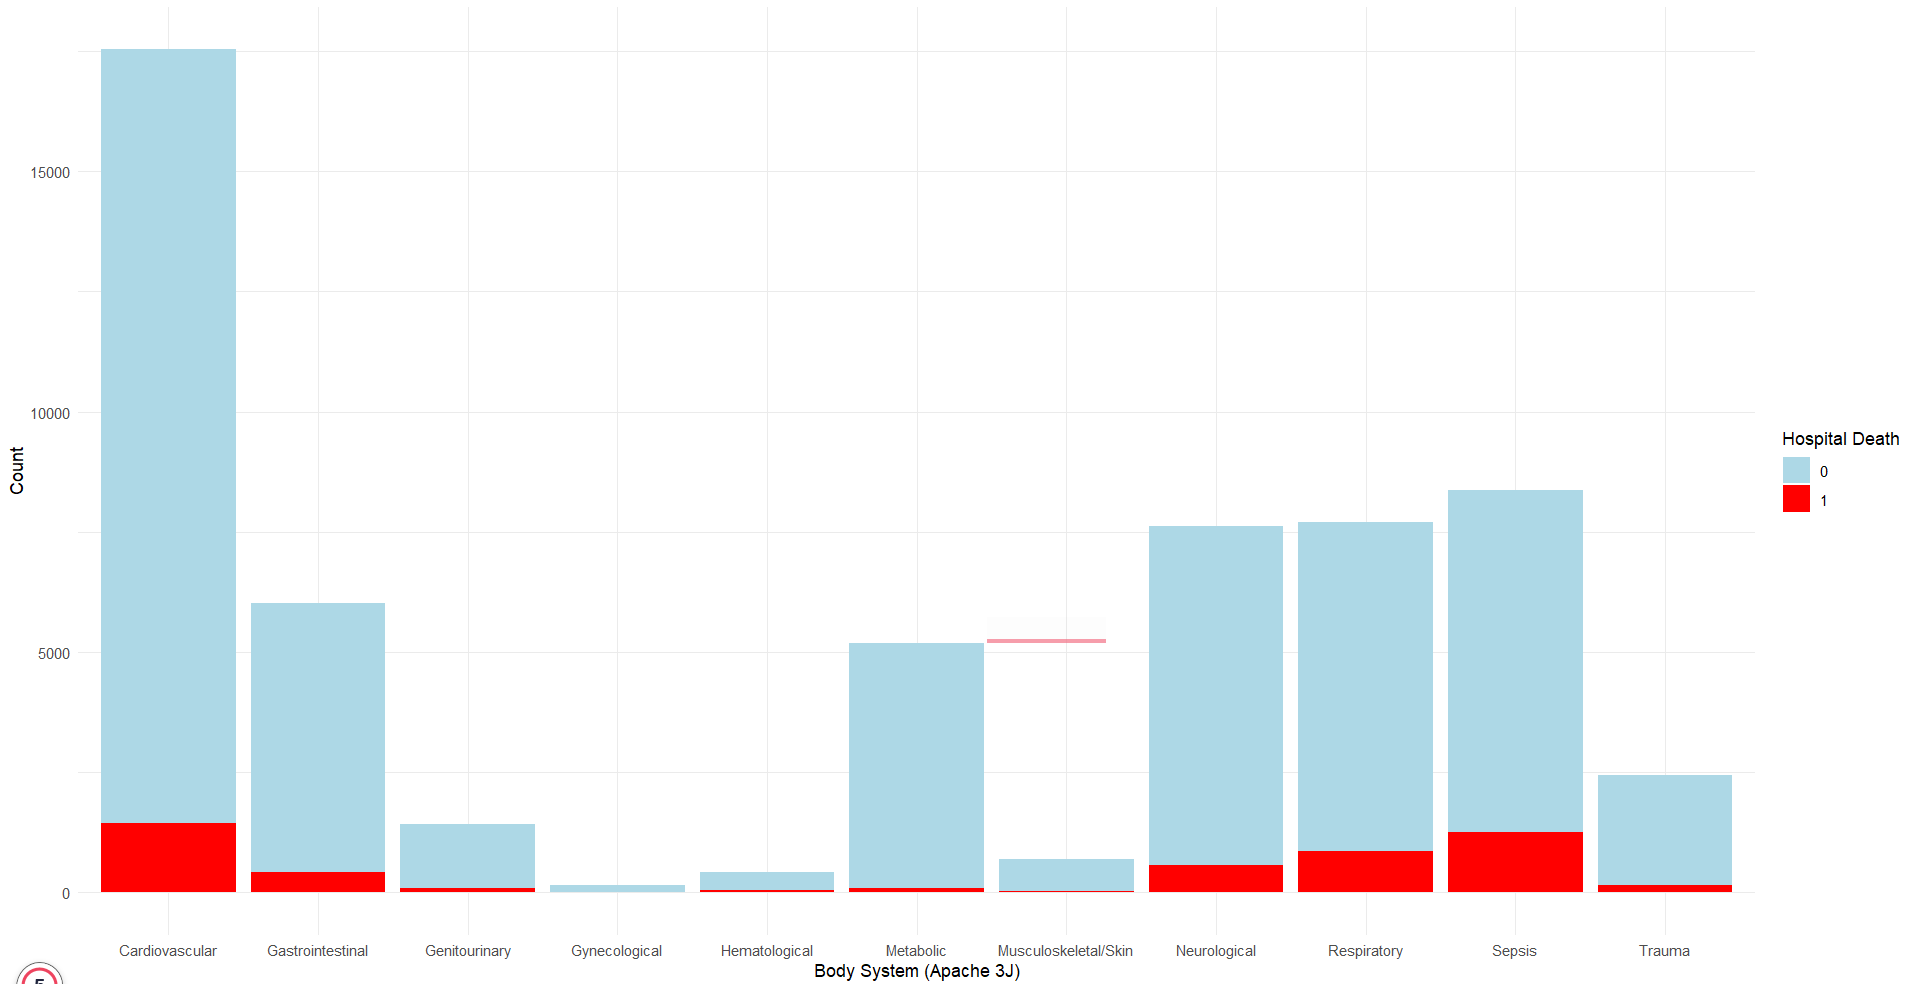 15000
10000
5000
0
Count
Cardiovascular Gastrointestinal Genitourinary Gynecological Hematological Metabolic Musculoskeletal/Skin Neurological Respiratory Sepsis Trauma
Body System (Apache 3J)
Hospital Death
0
1